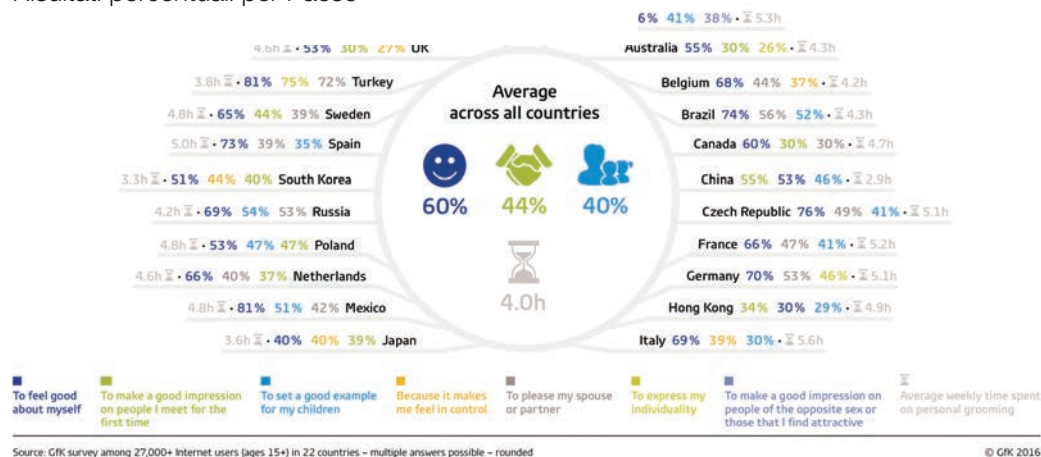 Risultati percentuali per Paese
4.6h · 53% 30% 27% UK
3.8h · 81% 75% 72% Turkey
4.8h · 65% 44% 39% Sweden
5.0h · 73% 39% 35% Spain
3.3h · 51% 44% 40% South Korea
4.2h · 69% 54% 53% Russia
4.8h · 53% 47% 47% Poland
4.6h · 66% 40% 37% Netherlands
4.8h · 81% 51% 42% Mexico
3.6h · 40% 40% 39% Japan
Average
across all countries
60% 44% 40%
4.0h
6% 41% 38% · 5.3h
Australia 55% 30% 26% · 4.3h
Belgium 68% 44% 37% · 4.2h
Brazil 74% 56% 52% · 4.3h
Canada 60% 30% 30% · 4.7h
China 55% 53% 46% · 2.9h
Czech Republic 76% 49% 41% · 5.1h
France 66% 47% 41% · 5.2h
Germany 70% 53% 46% · 5.1h
Hong Kong 34% 30% 29% · 4.9h
Italy 69% 39% 30% · 5.6h
To feel good
about myself
To make a good impression
on people I meet for the
first time
To set a good example
for my children
Because it makes
me feel in control
To please my spouse
or partner
To express my
individuality
To make a good impression on
people of the opposite sex or
those that I find attractive
Average weekly time spent
on personal grooming
Source: GfK survey among 27,000+ Internet users (ages 15+) in 22 countries – multiple answers possible – rounded
© GfK 2016